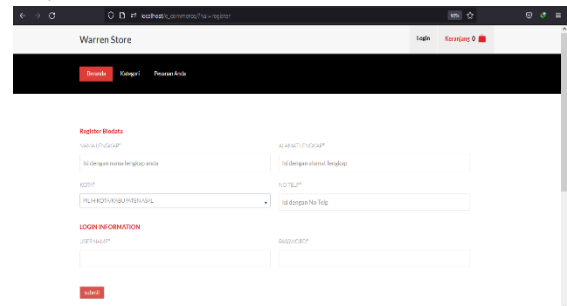 localhost/e_commerce/?hal=register
Warren Store
Login
Keranjang 0
Beranda
Kategori
Pesanan Anda
Register Biodata
NAMA LENGKAP*
ALAMAT LENGKAP*
Isi dengan nama lengkap anda
Isi dengan alamat lengkap
KOTA*
NO TELP*
PILIH KOTA/KABUPATEN ASAL
Isi dengan No Telp
LOGIN INFORMATION
USERNAME*
PASSWORD*
submit